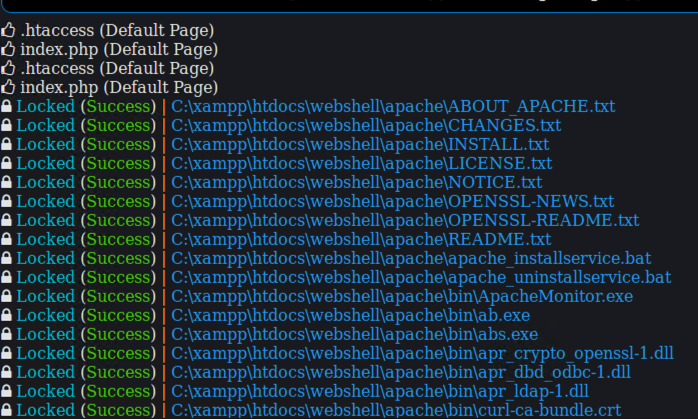 .htaccess (Default Page)
index.php (Default Page)
.htaccess (Default Page)
index.php (Default Page)
Locked (Success) | C:\xampp\htdocs\webshell\apache\ABOUT_APACHE.txt
Locked (Success) | C:\xampp\htdocs\webshell\apache\CHANGES.txt
Locked (Success) | C:\xampp\htdocs\webshell\apache\INSTALL.txt
Locked (Success) | C:\xampp\htdocs\webshell\apache\LICENSE.txt
Locked (Success) | C:\xampp\htdocs\webshell\apache\NOTICE.txt
Locked (Success) | C:\xampp\htdocs\webshell\apache\OPENSSL-NEWS.txt
Locked (Success) | C:\xampp\htdocs\webshell\apache\OPENSSL-README.txt
Locked (Success) | C:\xampp\htdocs\webshell\apache\README.txt
Locked (Success) | C:\xampp\htdocs\webshell\apache\apache_installservice.bat
Locked (Success) | C:\xampp\htdocs\webshell\apache\apache_uninstallservice.bat
Locked (Success) | C:\xampp\htdocs\webshell\apache\bin\ApacheMonitor.exe
Locked (Success) | C:\xampp\htdocs\webshell\apache\bin\ab.exe
Locked (Success) | C:\xampp\htdocs\webshell\apache\bin\abs.exe
Locked (Success) | C:\xampp\htdocs\webshell\apache\bin\apr_crypto_openssl-1.dll
Locked (Success) | C:\xampp\htdocs\webshell\apache\bin\apr_dbd_odbc-1.dll
Locked (Success) | C:\xampp\htdocs\webshell\apache\bin\apr_ldap-1.dll
Locked (Success) | C:\xampp\htdocs\webshell\apache\bin\curl-ca-bundle.crt